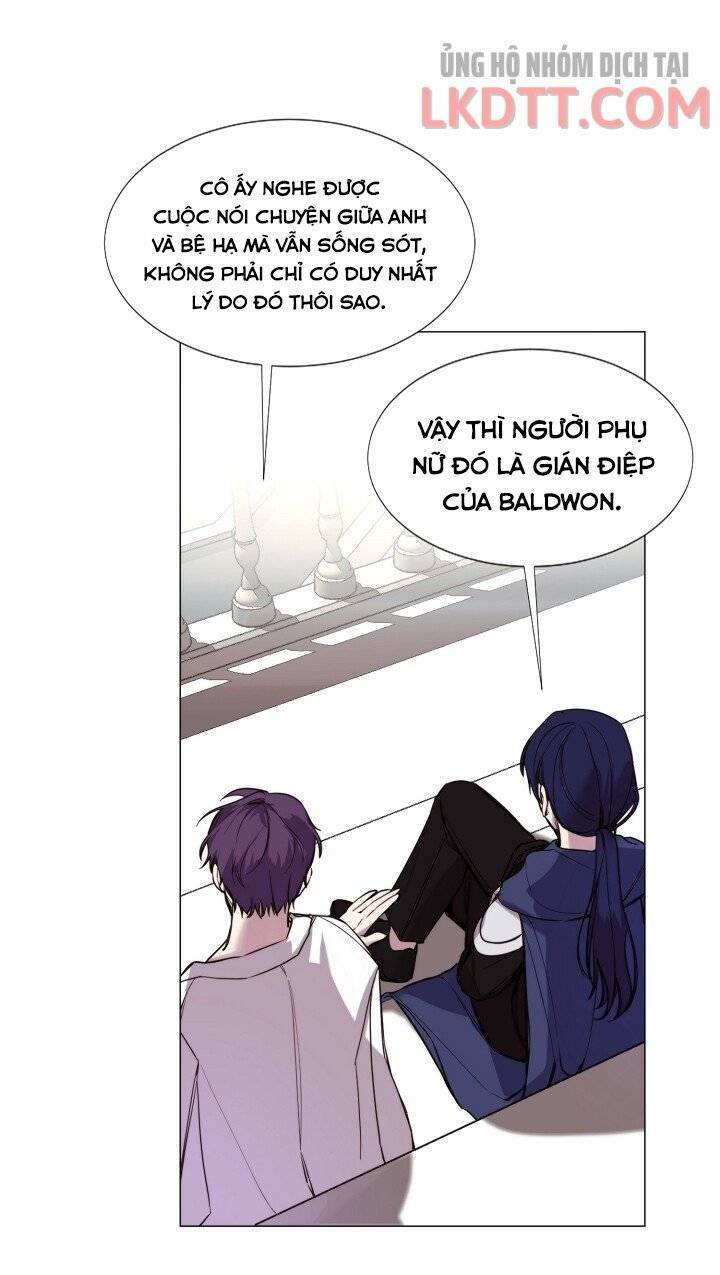 ỦNG HỘ NHÓM DỊCH TẠI
LKDTT.COM
CÔ ẤY NGHE ĐƯỢC
CUỘC NÓI CHUYỆN GIỮA ANH
VÀ BỆ HẠ MÀ VẪN SỐNG SÓT,
KHÔNG PHẢI CHỈ CÓ DUY NHẤT
LÝ DO ĐÓ THÔI SAO.
VẬY THÌ NGƯỜI PHỤ
NỮ ĐÓ LÀ GIÁN ĐIỆP
CỦA BALDWON.